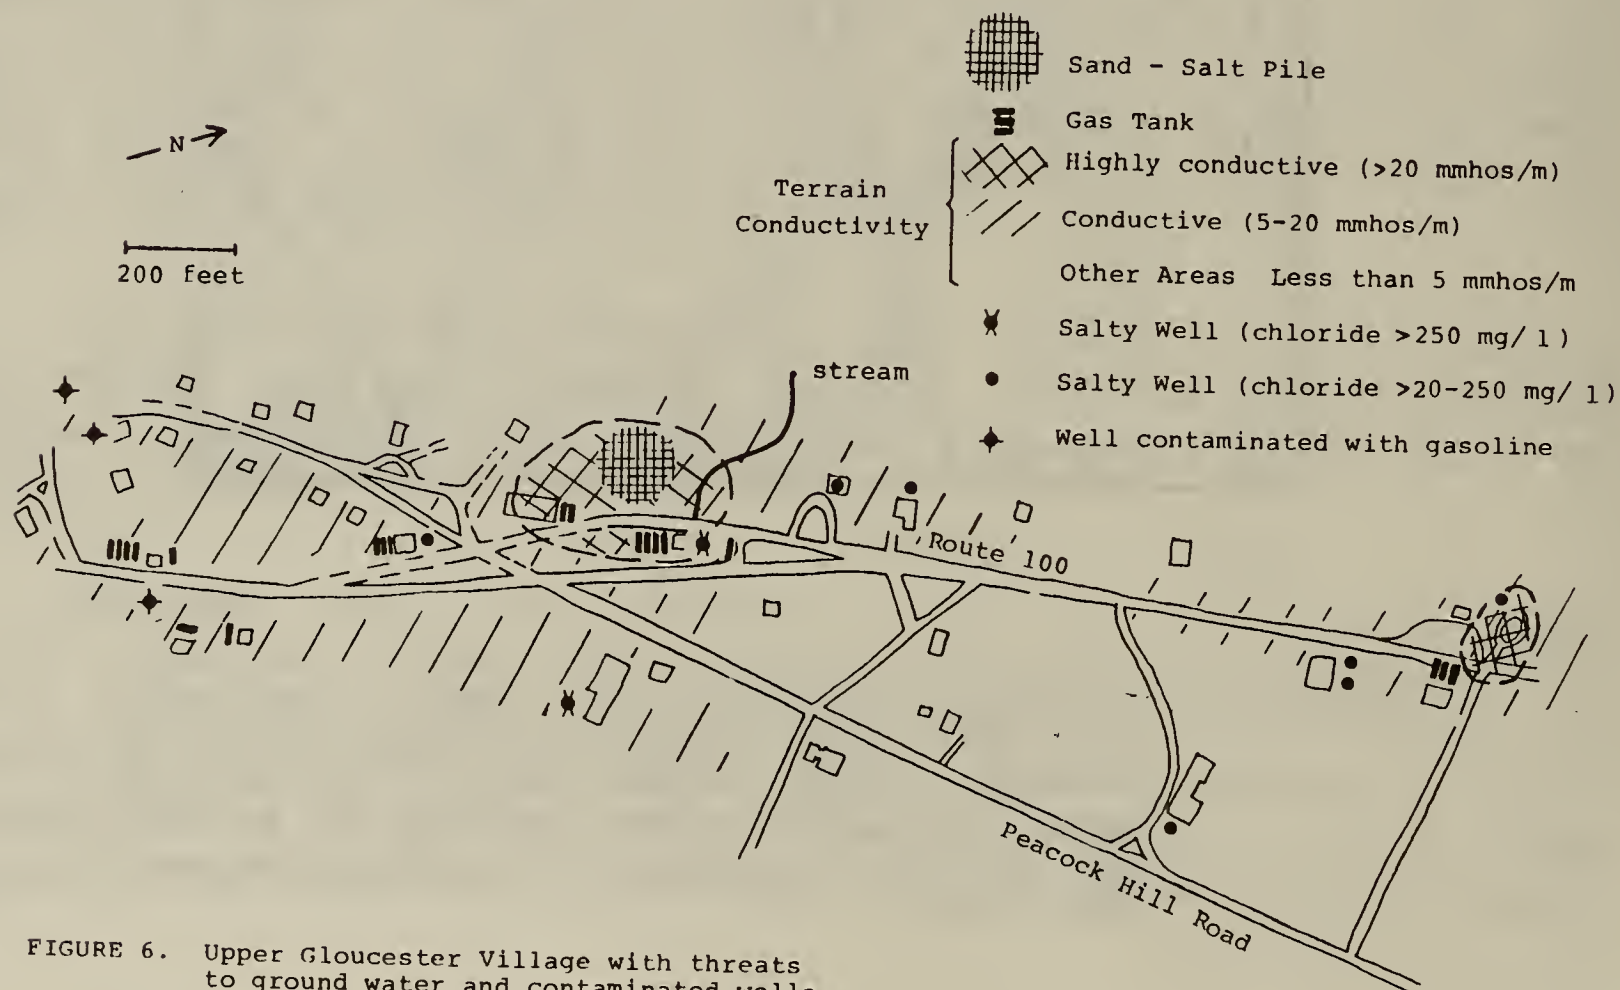 Sand - Salt Pile
Gas Tank
Highly conductive (>20 mmhos/m)
Terrain
Conductivity
Conductive (5-20 mmhos/m)
Other Areas Less than 5 mmhos/m
Salty Well (chloride >250 mg/ l)
Salty Well (chloride >20-250 mg/ l)
Well contaminated with gasoline
N
200 feet
stream
Route 100
Peacock Hill Road
FIGURE 6. Upper Gloucester Village with threats
to ground water and contaminated wells